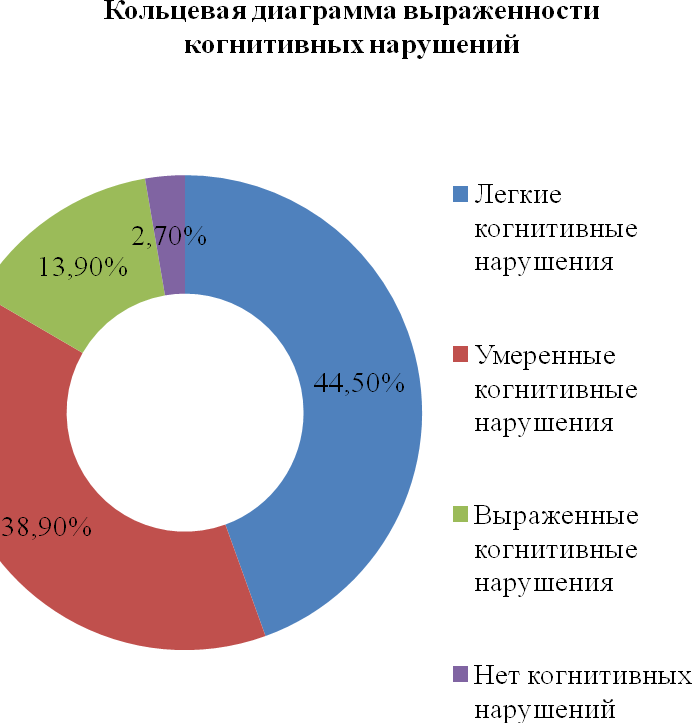 Кольцевая диаграмма выраженности
когнитивных нарушений
2,70%
13,90%
44,50%
38,90%
Легкие
когнитивные
нарушения
Умеренные
когнитивные
нарушения
Выраженные
когнитивные
нарушения
Нет когнитивных
нарушений